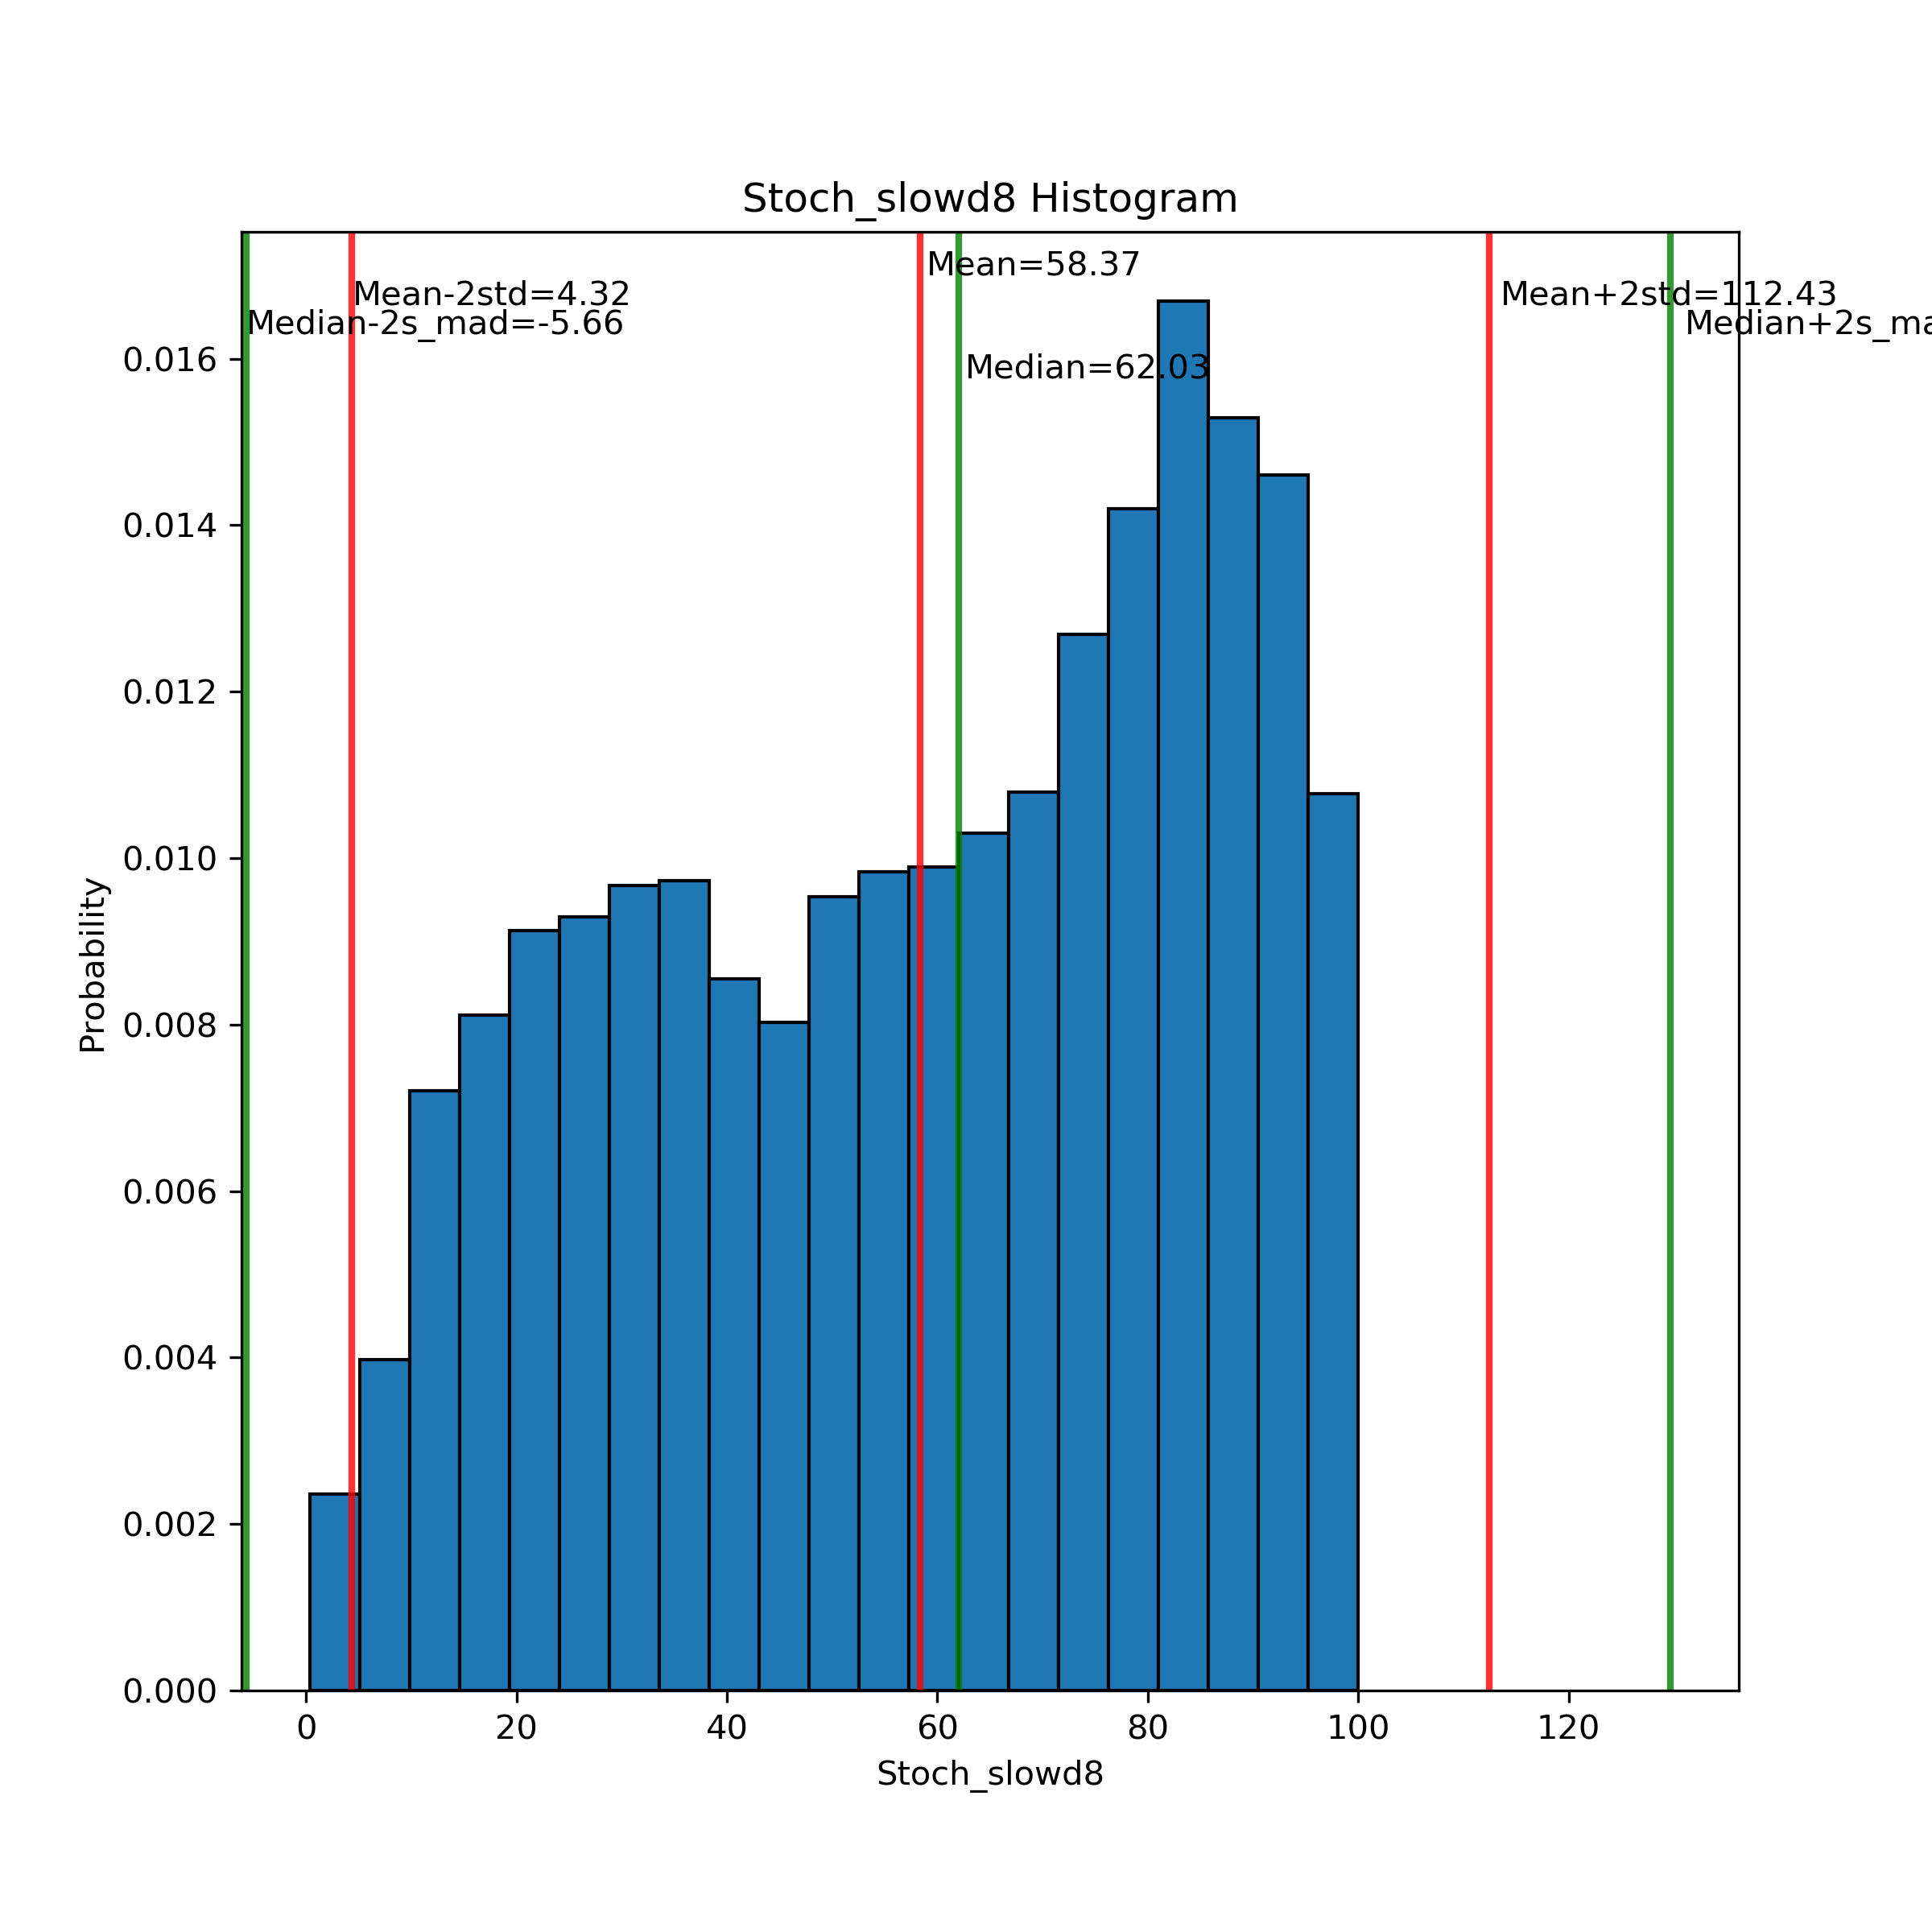 Stoch_slowd8 Histogram
Mean=58.37
Mean-2std=4.32
Mean+2std=112.43
Median-2s_mad=-5.66
Median+2s_ma
Median=62.03
0.016
0.014
0.012
0.010
0.008
0.006
0.004
0.002
0.000
Probability
0 20 40 60 80 100 120
Stoch_slowd8